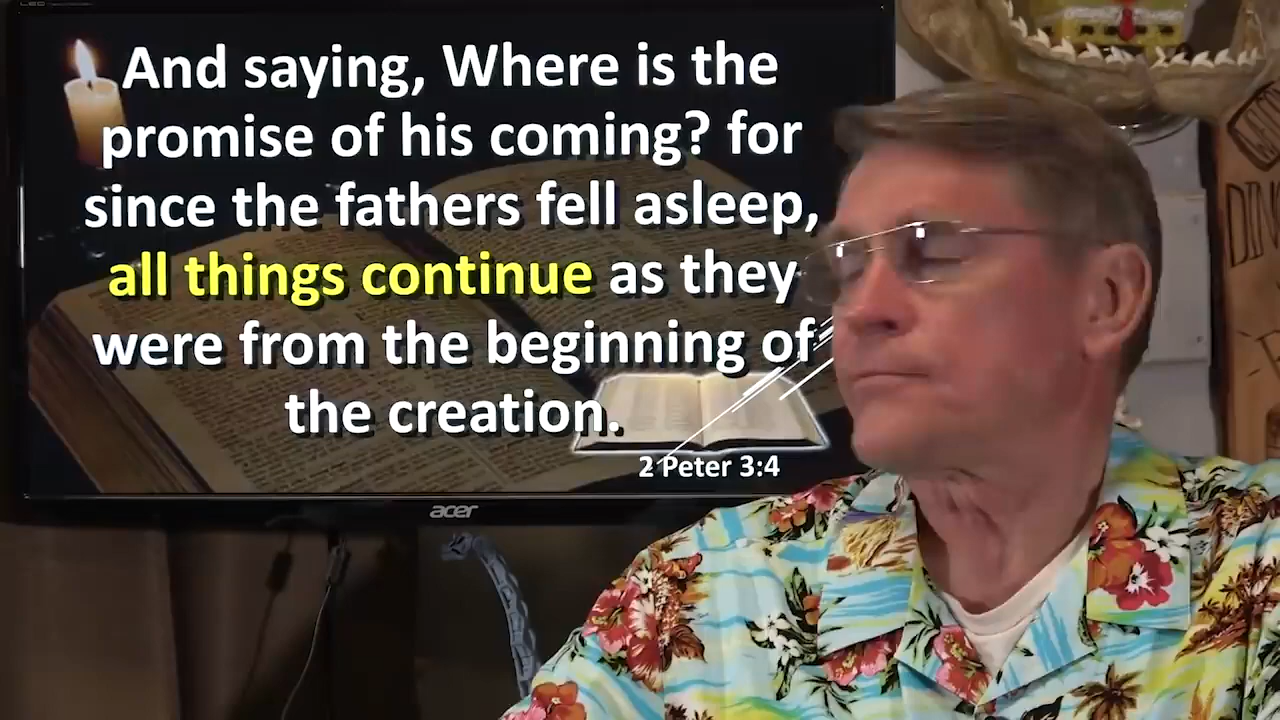 And saying, Where is the
promise of his coming? for
since the fathers fell asleep,
all things continue as they
were from the beginning of
the creation.
2 Peter 3:4
acer